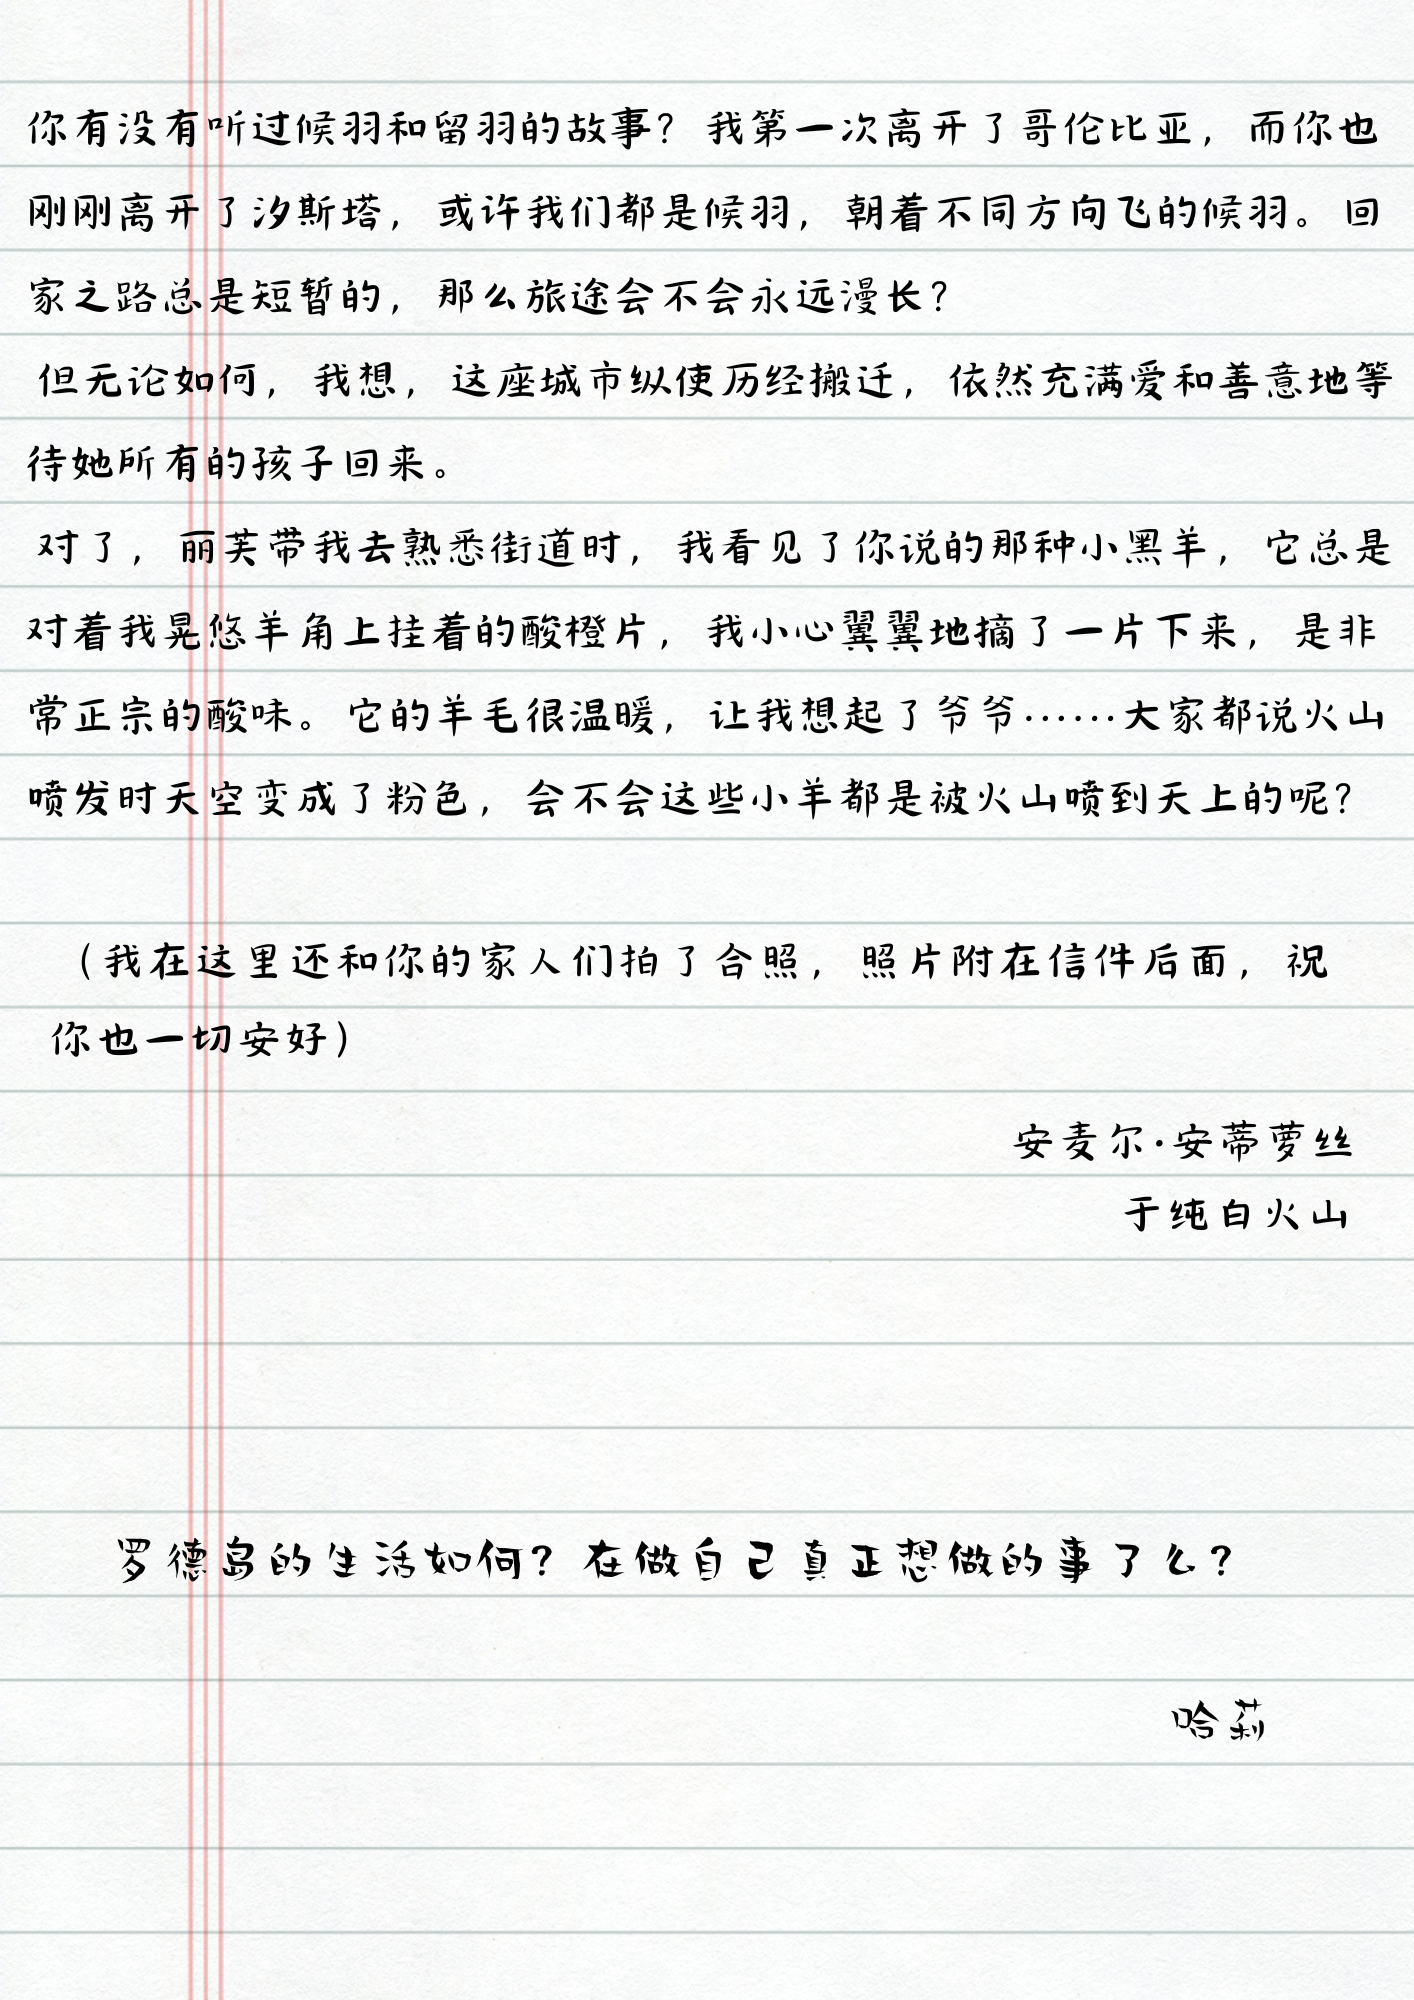 你有没有听过候羽和留羽的故事？我第一次离开了哥伦比亚，而你也
刚刚离开了汐斯塔，或许我们都是候羽，朝着不同方向飞的候羽。回
家之路总是短暂的，那么旅途会不会永远漫长？
但无论如何，我想，这座城市纵使历经搬迁，依然充满爱和善意地等
待她所有的孩子回来。
对了，丽芙带我去熟悉街道时，我看见了你说的那种小黑羊，它总是
对着我晃悠羊角上挂着的酸橙片，我小心翼翼地摘了一片下来，是非
常正宗的酸味。它的羊毛很温暖，让我想起了爷爷……大家都说火山
喷发时天空变成了粉色，会不会这些小羊都是被火山喷到天上的呢？
（我在这里还和你的家人们拍了合照，照片附在信件后面，祝
你也一切安好）
安麦尔·安蒂萝丝
于纯白火山
罗德岛的生活如何？在做自己真正想做的事了么？
哈莉